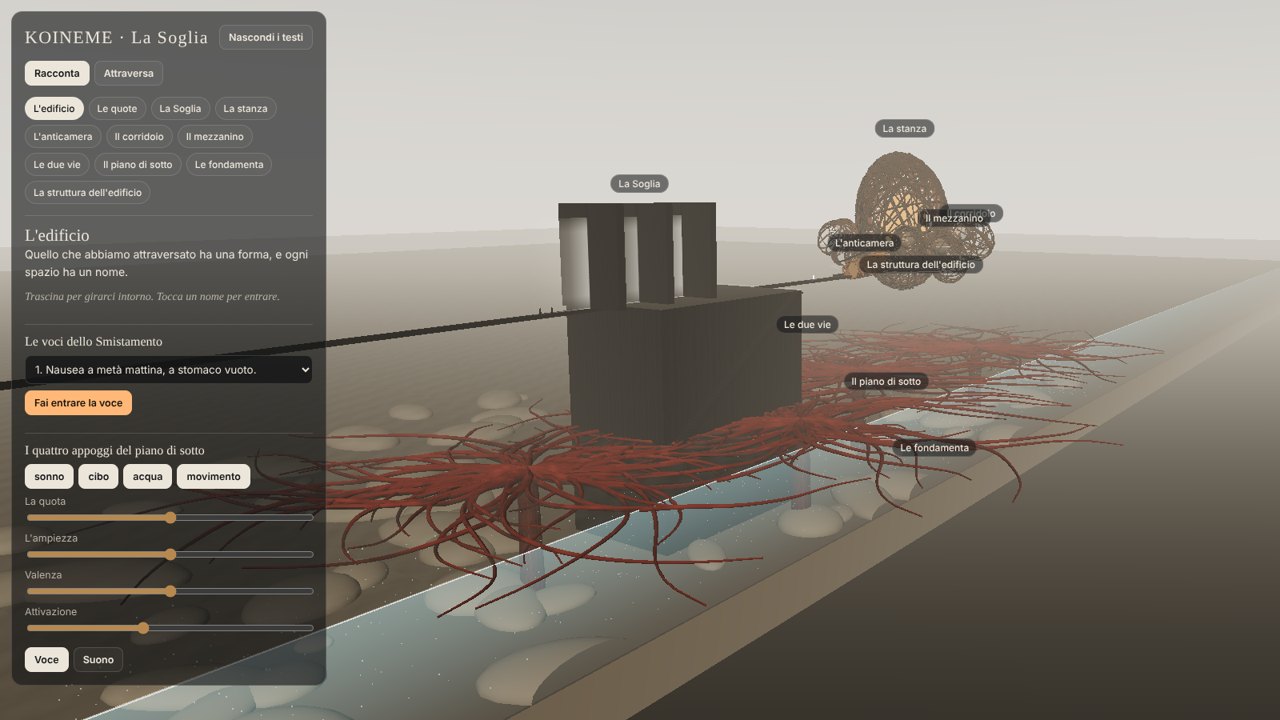 KOINEME · La Soglia
Nascondi i testi
Racconta
Attraversa
L'edificio
Le quote
La Soglia
La stanza
L'anticamera
Il corridoio
Il mezzanino
Le due vie
Il piano di sotto
Le fondamenta
La struttura dell'edificio
L'edificio
Quello che abbiamo attraversato ha una forma, e ogni
spazio ha un nome.
Trascina per girarci intorno. Tocca un nome per entrare.
Le voci dello Smistamento
1. Nausea a metà mattina, a stomaco vuoto.
Fai entrare la voce
I quattro appoggi del piano di sotto
sonno
cibo
acqua
movimento
La quota
L'ampiezza
Valenza
Attivazione
Voce
Suono
La stanza
La Soglia
Il corridoio
Il mezzanino
L'anticamera
La struttura dell'edificio
Le due vie
Il piano di sotto
Le fondamenta